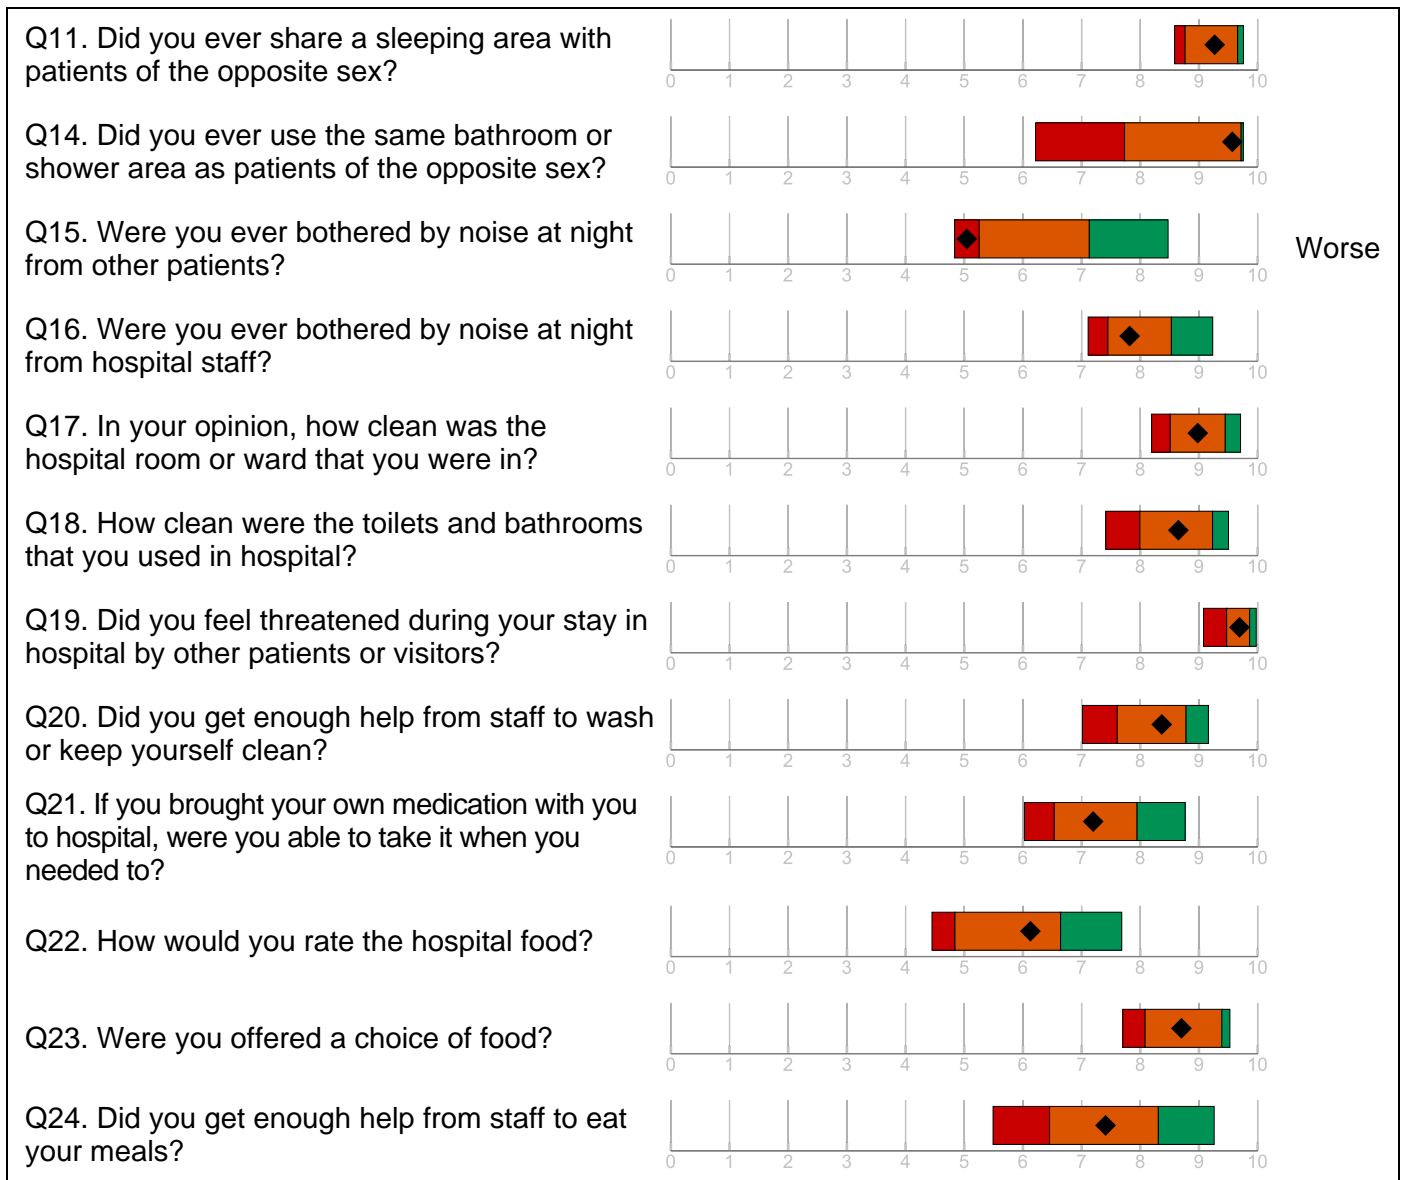 Q11. Did you ever share a sleeping area with
patients of the opposite sex?
0 1 2 3 4 5 6 7 8 9 10
Q14. Did you ever use the same bathroom or
shower area as patients of the opposite sex?
0 1 2 3 4 5 6 7 8 9 10
Q15. Were you ever bothered by noise at night
from other patients?
Worse
0 1 2 3 4 5 6 7 8 9 10
Q16. Were you ever bothered by noise at night
from hospital staff?
0 1 2 3 4 5 6 7 8 9 10
Q17. In your opinion, how clean was the
hospital room or ward that you were in?
0 1 2 3 4 5 6 7 8 9 10
Q18. How clean were the toilets and bathrooms
that you used in hospital?
0 1 2 3 4 5 6 7 8 9 10
Q19. Did you feel threatened during your stay in
hospital by other patients or visitors?
0 1 2 3 4 5 6 7 8 9 10
Q20. Did you get enough help from staff to wash
or keep yourself clean?
0 1 2 3 4 5 6 7 8 9 10
Q21. If you brought your own medication with you
to hospital, were you able to take it when you
needed to?
0 1 2 3 4 5 6 7 8 9 10
Q22. How would you rate the hospital food?
0 1 2 3 4 5 6 7 8 9 10
Q23. Were you offered a choice of food?
0 1 2 3 4 5 6 7 8 9 10
Q24. Did you get enough help from staff to eat
your meals?
0 1 2 3 4 5 6 7 8 9 10